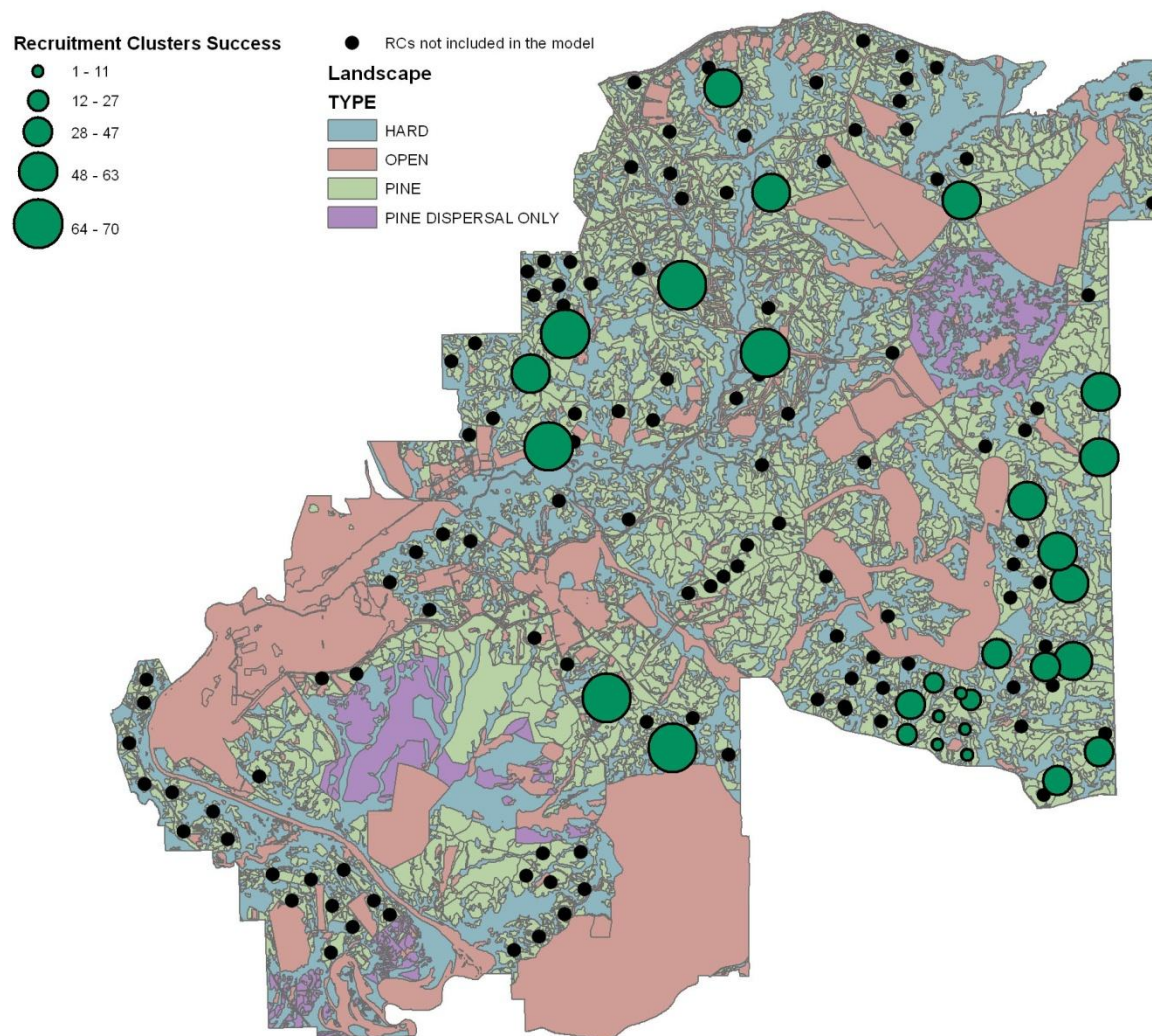 Recruitment Clusters Success
1 - 11
12 - 27
28 - 47
48 - 63
64 - 70
RCs not included in the model
Landscape
TYPE
HARD
OPEN
PINE
PINE DISPERSAL ONLY